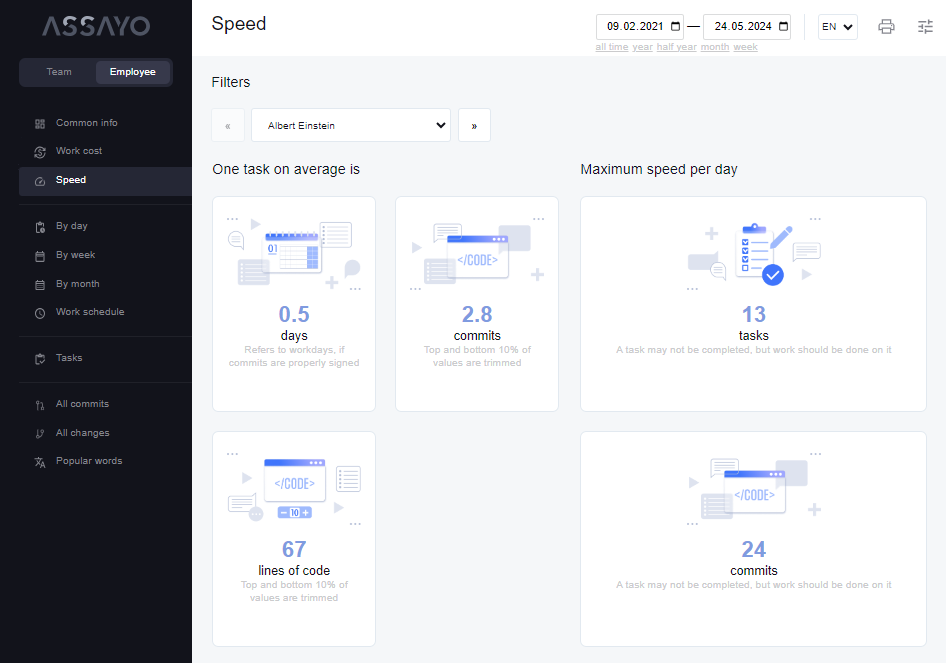 ASSAYO
Team
Employee
Common info
Work cost
Speed
By day
By week
By month
Work schedule
Tasks
All commits
All changes
Popular words
Speed
09.02.2021 — 24.05.2024
EN
all time year half year month week
Filters
«
Albert Einstein
»
One task on average is
01
0.5
days
Refers to workdays, if
commits are properly signed
</CODE>
2.8
commits
Top and bottom 10% of
values are trimmed
</CODE>
− 10 +
67
lines of code
Top and bottom 10% of
values are trimmed
Maximum speed per day
13
tasks
A task may not be completed, but work should be done on it
</CODE>
24
commits
A task may not be completed, but work should be done on it